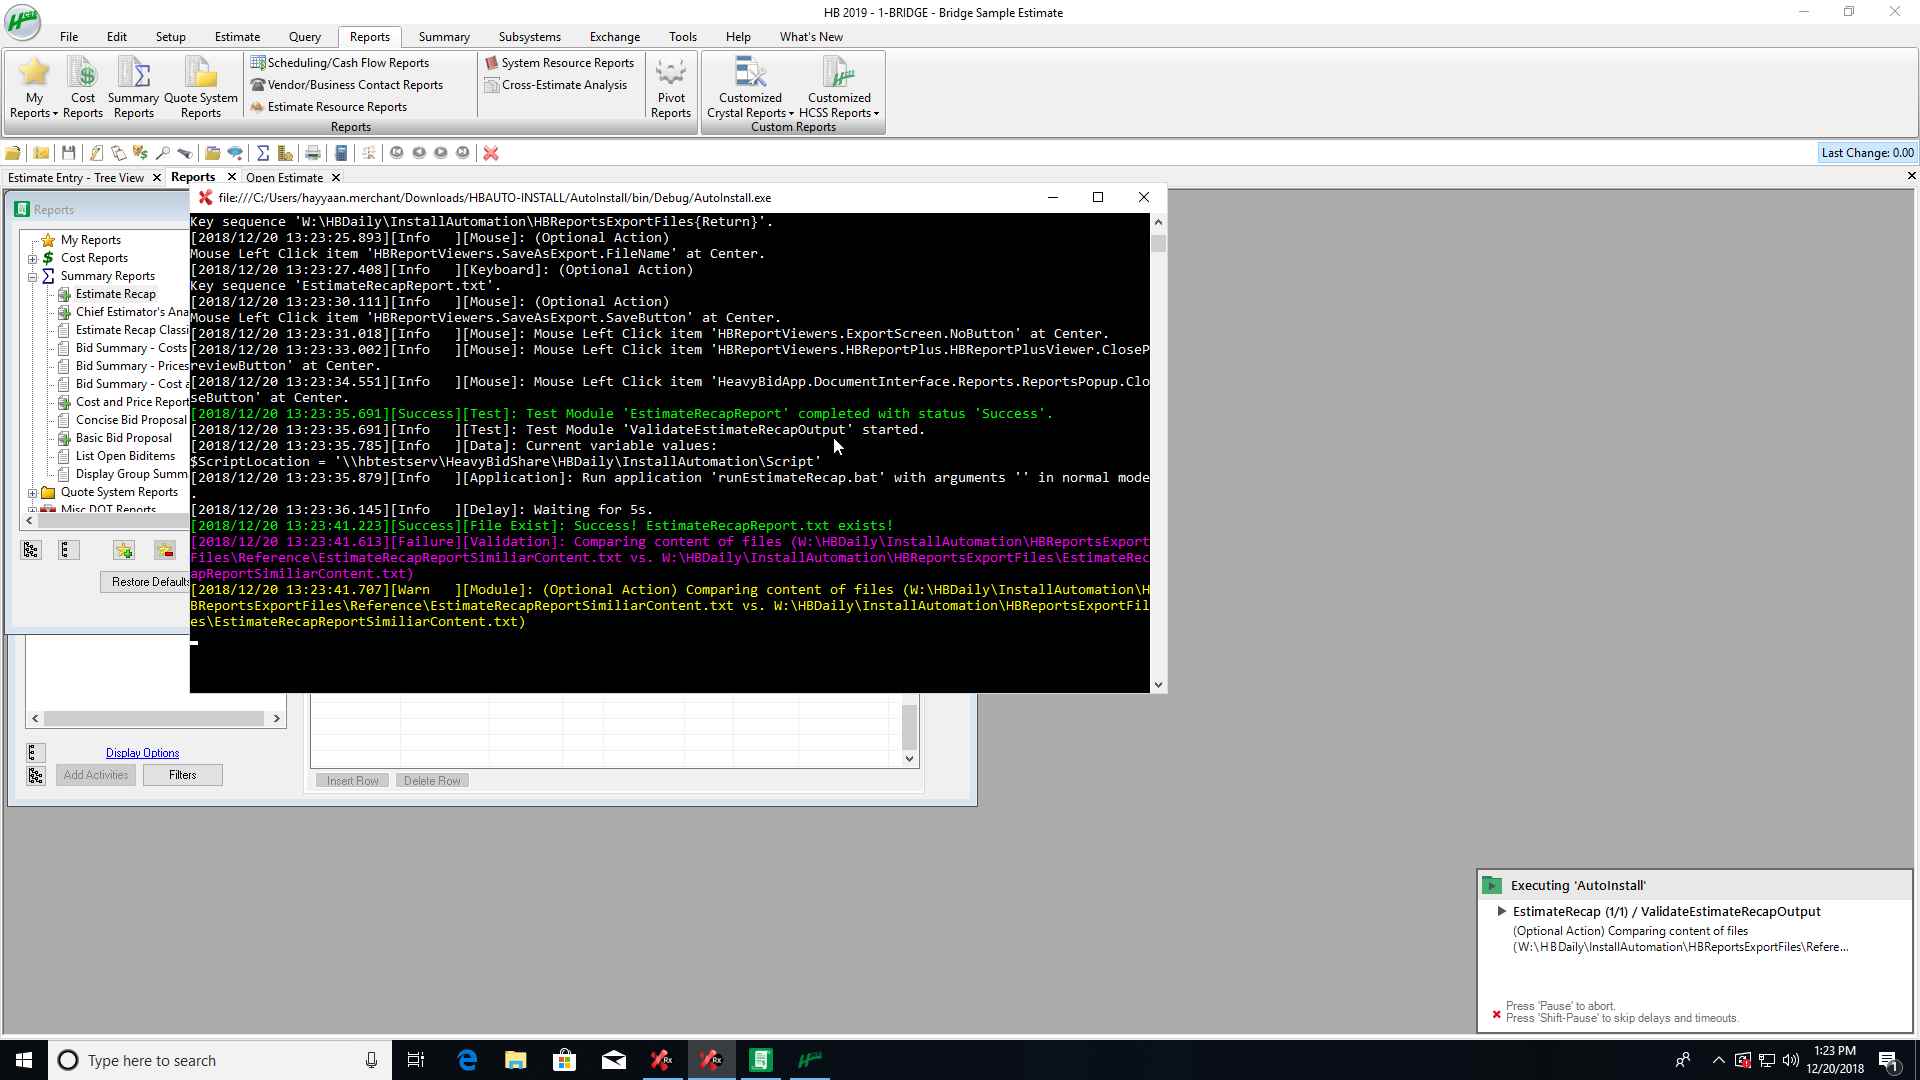 HB 2019 - 1-BRIDGE - Bridge Sample Estimate
File Edit Setup Estimate Query Reports Summary Subsystems Exchange Tools Help What's New
My Reports
Cost Reports
Summary Reports
Quote System Reports
Scheduling/Cash Flow Reports
Vendor/Business Contact Reports
Estimate Resource Reports
System Resource Reports
Cross-Estimate Analysis
Pivot Reports
Customized Crystal Reports
Customized HCSS Reports
Reports
Custom Reports
Last Change: 0.00
Estimate Entry - Tree View
Reports
Open Estimate
Reports
My Reports
Cost Reports
Summary Reports
Estimate Recap
Chief Estimator's Ana
Estimate Recap Classi
Bid Summary - Costs
Bid Summary - Prices
Bid Summary - Cost a
Cost and Price Report
Concise Bid Proposal
Basic Bid Proposal
List Open Biditems
Display Group Summ
Quote System Reports
Misc DOT Reports
Restore Defaults
Display Options
Add Activities
Filters
Insert Row
Delete Row
file:///C:/Users/hayyaan.merchant/Downloads/HBAUTO-INSTALL/AutoInstall/bin/Debug/AutoInstall.exe
Key sequence 'W:\HBDaily\InstallAutomation\HBReportsExportFiles{Return}'.
[2018/12/20 13:23:25.893][Info   ][Mouse]: (Optional Action)
Mouse Left Click item 'HBReportViewers.SaveAsExport.FileName' at Center.
[2018/12/20 13:23:27.408][Info   ][Keyboard]: (Optional Action)
Key sequence 'EstimateRecapReport.txt'.
[2018/12/20 13:23:30.111][Info   ][Mouse]: (Optional Action)
Mouse Left Click item 'HBReportViewers.SaveAsExport.SaveButton' at Center.
[2018/12/20 13:23:31.018][Info   ][Mouse]: Mouse Left Click item 'HBReportViewers.ExportScreen.NoButton' at Center.
[2018/12/20 13:23:33.002][Info   ][Mouse]: Mouse Left Click item 'HBReportViewers.HBReportPlus.HBReportPlusViewer.CloseP
reviewButton' at Center.
[2018/12/20 13:23:34.551][Info   ][Mouse]: Mouse Left Click item 'HeavyBidApp.DocumentInterface.Reports.ReportsPopup.Clo
seButton' at Center.
[2018/12/20 13:23:35.691][Success][Test]: Test Module 'EstimateRecapReport' completed with status 'Success'.
[2018/12/20 13:23:35.691][Info   ][Test]: Test Module 'ValidateEstimateRecapOutput' started.
[2018/12/20 13:23:35.785][Info   ][Data]: Current variable values:
$ScriptLocation = '\\hbtestserv\HeavyBidShare\HBDaily\InstallAutomation\Script'
[2018/12/20 13:23:35.879][Info   ][Application]: Run application 'runEstimateRecap.bat' with arguments '' in normal mode
.
[2018/12/20 13:23:36.145][Info   ][Delay]: Waiting for 5s.
[2018/12/20 13:23:41.223][Success][File Exist]: Success! EstimateRecapReport.txt exists!
[2018/12/20 13:23:41.613][Failure][Validation]: Comparing content of files (W:\HBDaily\InstallAutomation\HBReportsExport
Files\Reference\EstimateRecapReportSimiliarContent.txt vs. W:\HBDaily\InstallAutomation\HBReportsExportFiles\EstimateRec
apReportSimiliarContent.txt)
[2018/12/20 13:23:41.707][Warn   ][Module]: (Optional Action) Comparing content of files (W:\HBDaily\InstallAutomation\H
BReportsExportFiles\Reference\EstimateRecapReportSimiliarContent.txt vs. W:\HBDaily\InstallAutomation\HBReportsExportFil
es\EstimateRecapReportSimiliarContent.txt)
Executing 'AutoInstall'
EstimateRecap (1/1) / ValidateEstimateRecapOutput
(Optional Action) Comparing content of files
(W:\HBDaily\InstallAutomation\HBReportsExportFiles\Refere...
Press 'Pause' to abort.
Press 'Shift-Pause' to skip delays and timeouts.
Type here to search
1:23 PM
12/20/2018
1